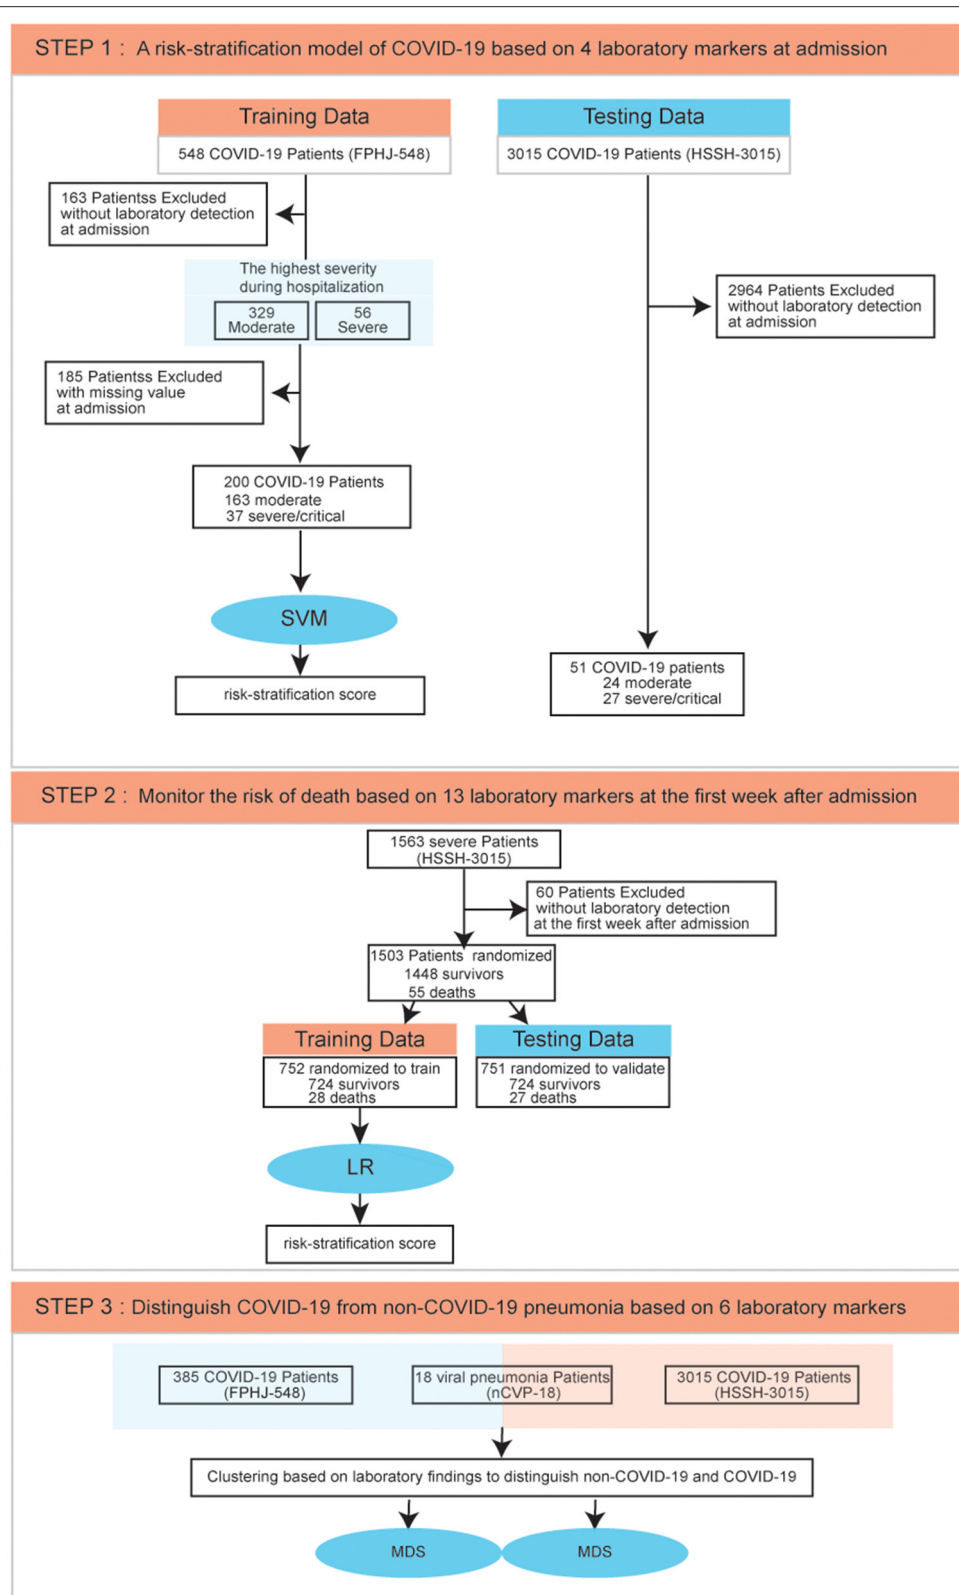 STEP 1 : A risk-stratification model of COVID-19 based on 4 laboratory markers at admission
Training Data
548 COVID-19 Patients (FPHJ-548)
163 Patientss Excluded
without laboratory detection
at admission
The highest severity
during hospitalization
329
Moderate
56
Severe
185 Patientss Excluded
with missing value
at admission
200 COVID-19 Patients
163 moderate
37 severe/critical
SVM
risk-stratification score
Testing Data
3015 COVID-19 Patients (HSSH-3015)
2964 Patients Excluded
without laboratory detection
at admission
51 COVID-19 patients
24 moderate
27 severe/critical
STEP 2 : Monitor the risk of death based on 13 laboratory markers at the first week after admission
1563 severe Patients
(HSSH-3015)
60 Patients Excluded
without laboratory detection
at the first week after admission
1503 Patients randomized
1448 survivors
55 deaths
Training Data
752 randomized to train
724 survivors
28 deaths
LR
risk-stratification score
Testing Data
751 randomized to validate
724 survivors
27 deaths
STEP 3 : Distinguish COVID-19 from non-COVID-19 pneumonia based on 6 laboratory markers
385 COVID-19 Patients
(FPHJ-548)
18 viral pneumonia Patients
(nCVP-18)
3015 COVID-19 Patients
(HSSH-3015)
Clustering based on laboratory findings to distinguish non-COVID-19 and COVID-19
MDS
MDS